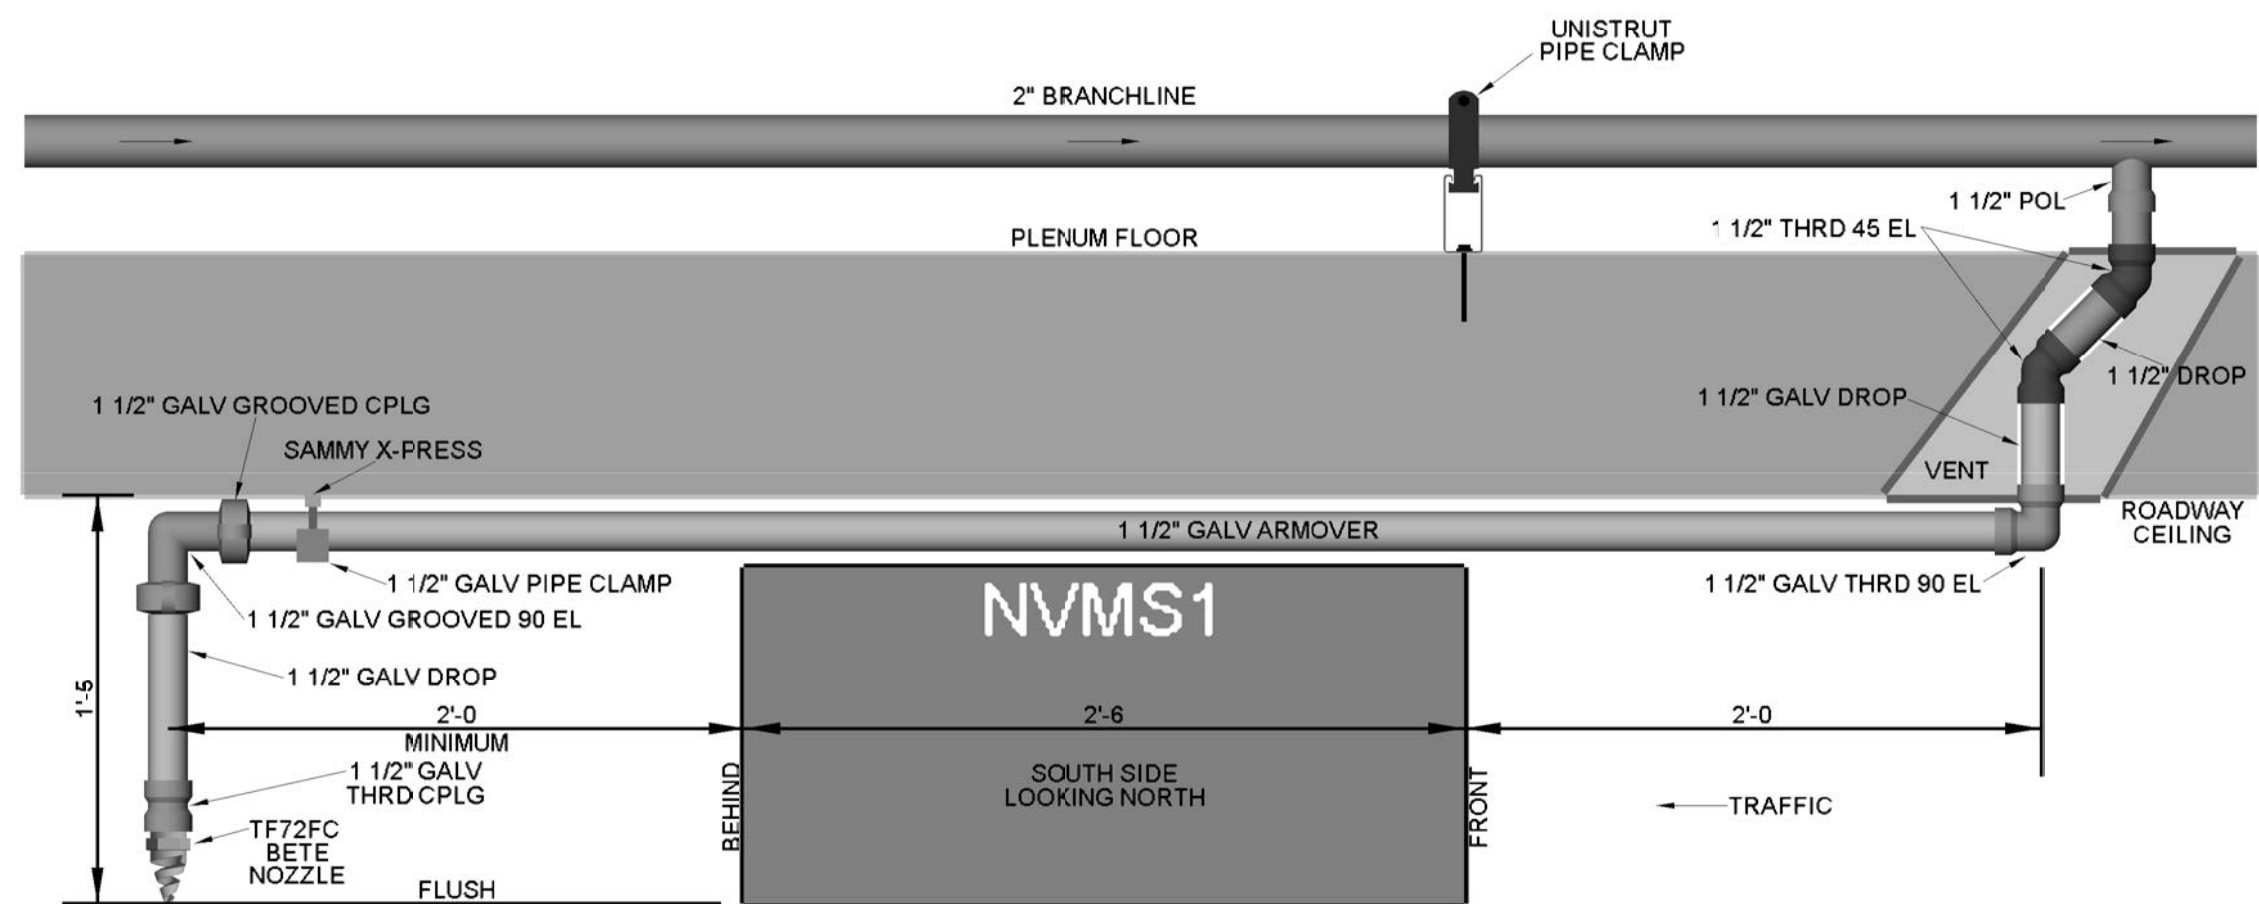 UNISTRUT
PIPE CLAMP
2" BRANCHLINE
1 1/2" POL
1 1/2" THRD 45 EL
PLENUM FLOOR
1 1/2" DROP
1 1/2" GALV DROP
1 1/2" GALV GROOVED CPLG
SAMMY X-PRESS
VENT
ROADWAY
CEILING
1 1/2" GALV ARMOVER
1 1/2" GALV PIPE CLAMP
1 1/2" GALV THRD 90 EL
NVMS1
1 1/2" GALV GROOVED 90 EL
1 1/2" GALV DROP
1'-5
2'-0
MINIMUM
2'-6
2'-0
1 1/2" GALV
THRD CPLG
BEHIND
SOUTH SIDE
LOOKING NORTH
FRONT
TRAFFIC
TF72FC
BETE
NOZZLE
FLUSH